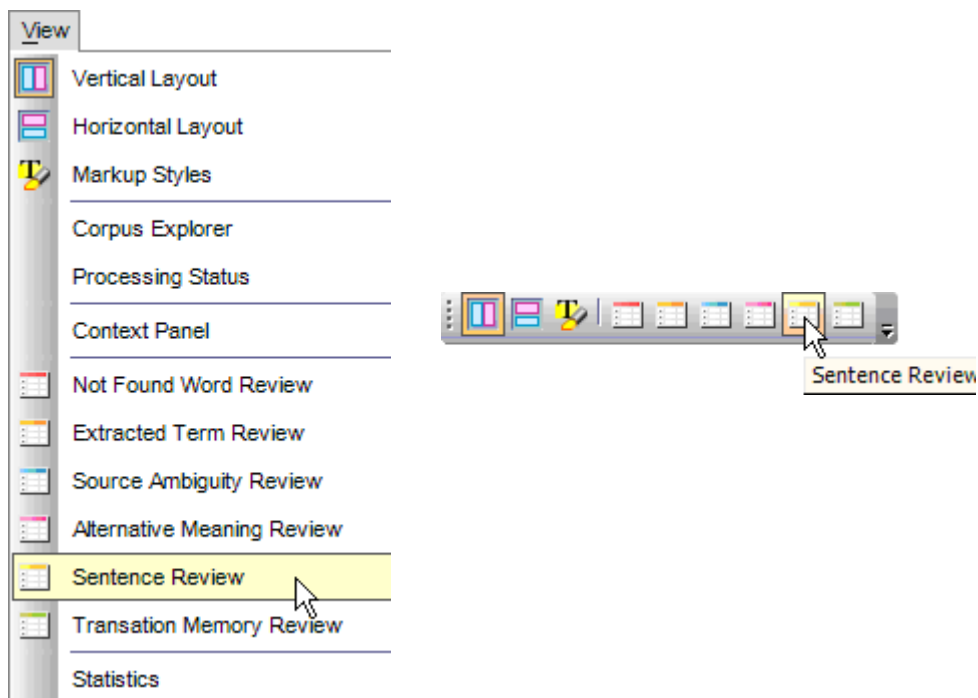 View
Vertical Layout
Horizontal Layout
Markup Styles
Corpus Explorer
Processing Status
Context Panel
Not Found Word Review
Extracted Term Review
Source Ambiguity Review
Alternative Meaning Review
Sentence Review
Transation Memory Review
Statistics
Sentence Review